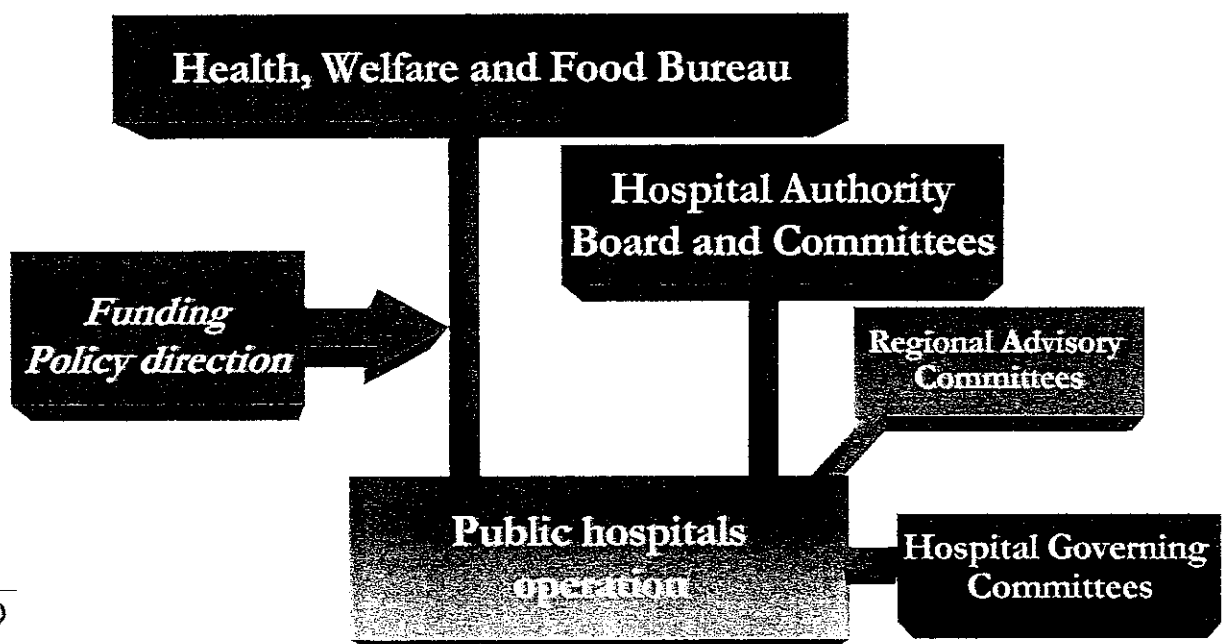 Health, Welfare and Food Bureau
Hospital Authority
Board and Committees
Funding
Policy direction
Regional Advisory
Committees
Public hospitals
operation
Hospital Governing
Committees